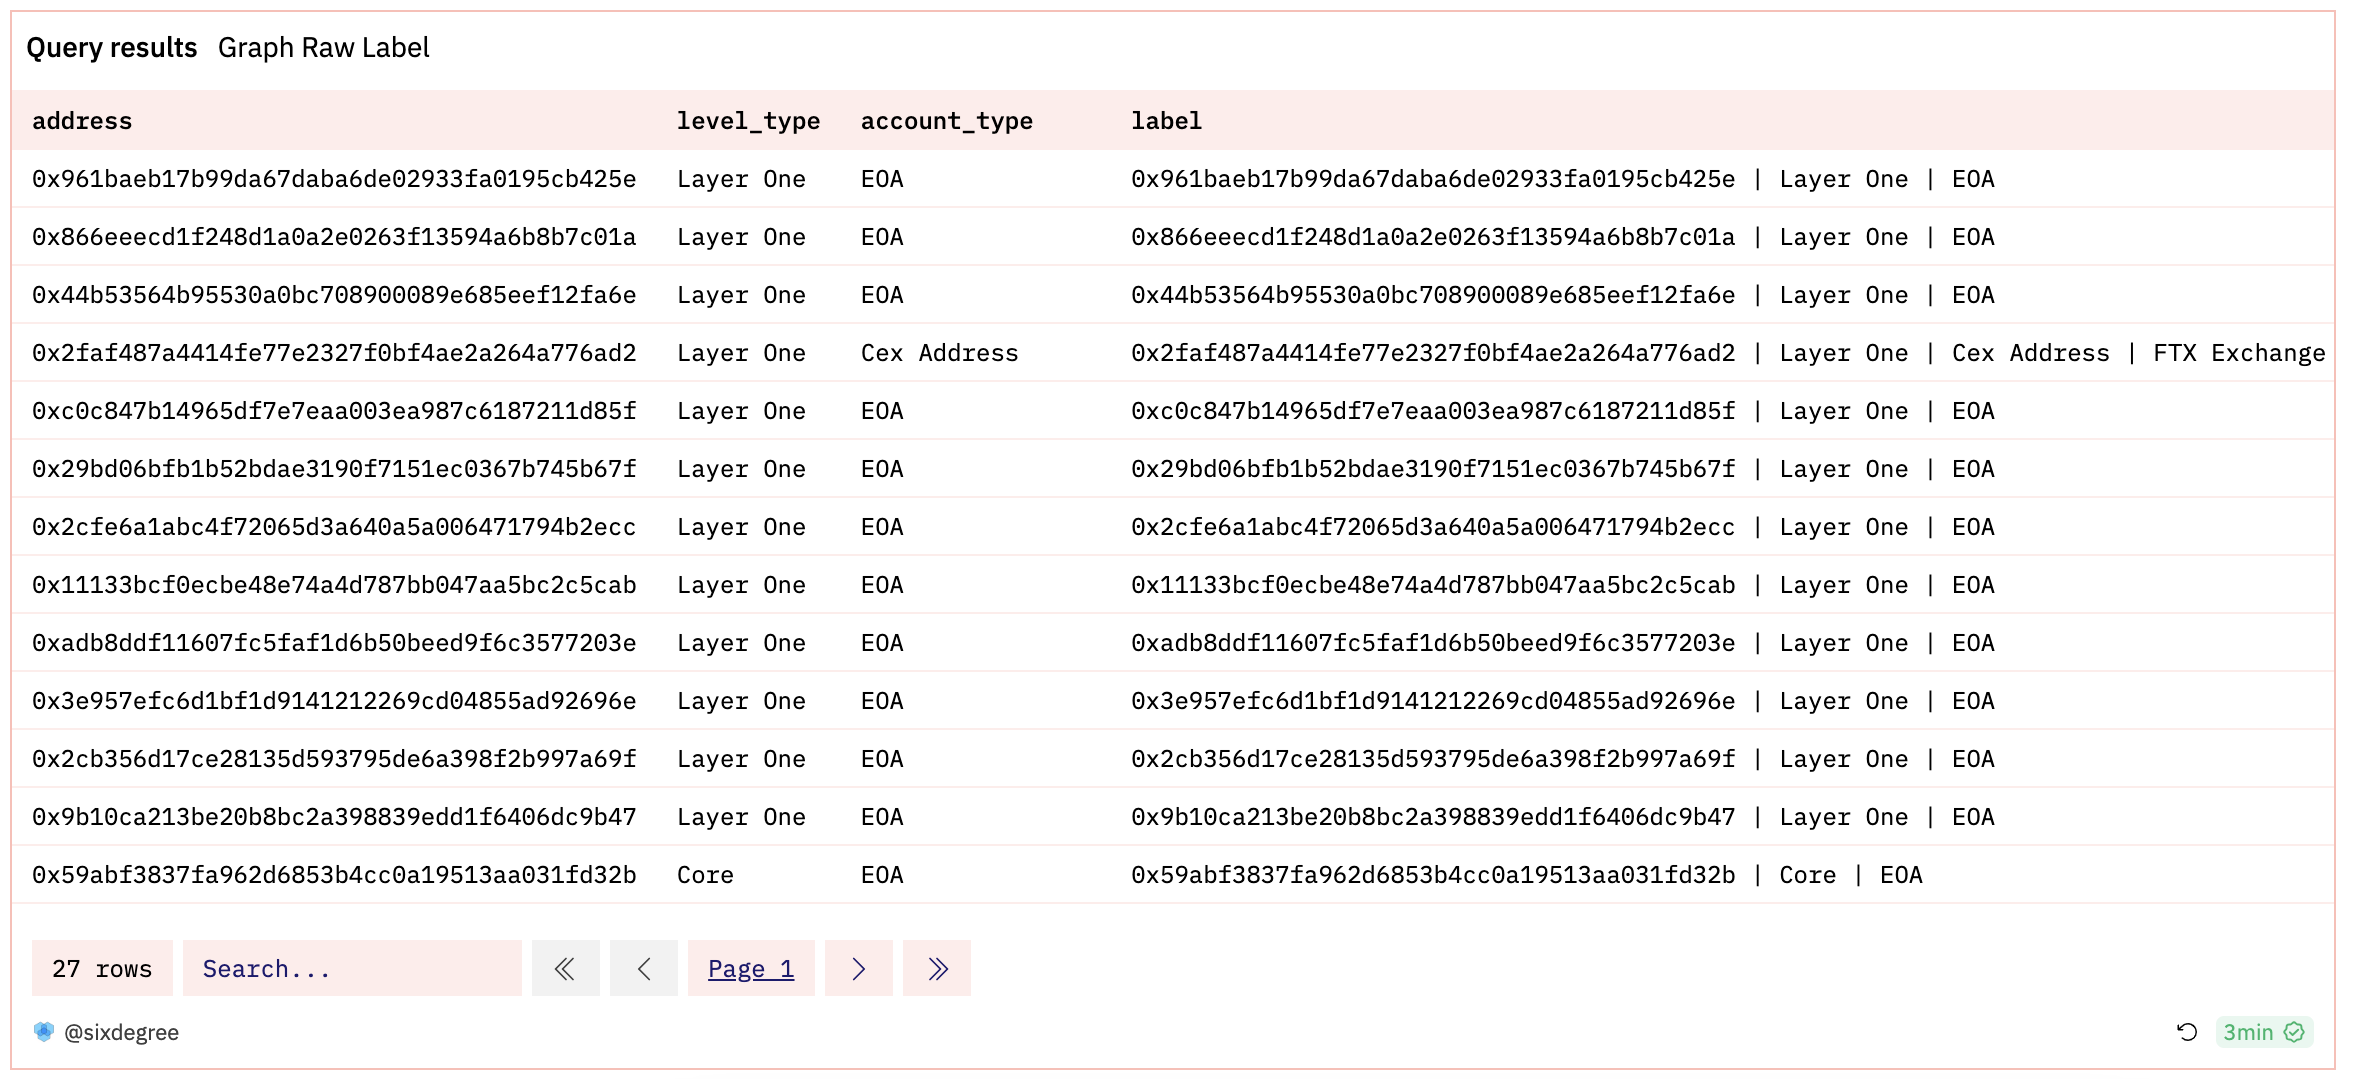 Query results Graph Raw Label
address level_type account_type label
0x961baeb17b99da67daba6de02933fa0195cb425e Layer One EOA 0x961baeb17b99da67daba6de02933fa0195cb425e | Layer One | EOA
0x866eeecd1f248d1a0a2e0263f13594a6b8b7c01a Layer One EOA 0x866eeecd1f248d1a0a2e0263f13594a6b8b7c01a | Layer One | EOA
0x44b53564b95530a0bc708900089e685eef12fa6e Layer One EOA 0x44b53564b95530a0bc708900089e685eef12fa6e | Layer One | EOA
0x2faf487a4414fe77e2327f0bf4ae2a264a776ad2 Layer One Cex Address 0x2faf487a4414fe77e2327f0bf4ae2a264a776ad2 | Layer One | Cex Address | FTX Exchange
0xc0c847b14965df7e7eaa003ea987c6187211d85f Layer One EOA 0xc0c847b14965df7e7eaa003ea987c6187211d85f | Layer One | EOA
0x29bd06bfb1b52bdae3190f7151ec0367b745b67f Layer One EOA 0x29bd06bfb1b52bdae3190f7151ec0367b745b67f | Layer One | EOA
0x2cfe6a1abc4f72065d3a640a5a006471794b2ecc Layer One EOA 0x2cfe6a1abc4f72065d3a640a5a006471794b2ecc | Layer One | EOA
0x11133bcf0ecbe48e74a4d787bb047aa5bc2c5cab Layer One EOA 0x11133bcf0ecbe48e74a4d787bb047aa5bc2c5cab | Layer One | EOA
0xadb8ddf11607fc5faf1d6b50beed9f6c3577203e Layer One EOA 0xadb8ddf11607fc5faf1d6b50beed9f6c3577203e | Layer One | EOA
0x3e957efc6d1bf1d9141212269cd04855ad92696e Layer One EOA 0x3e957efc6d1bf1d9141212269cd04855ad92696e | Layer One | EOA
0x2cb356d17ce28135d593795de6a398f2b997a69f Layer One EOA 0x2cb356d17ce28135d593795de6a398f2b997a69f | Layer One | EOA
0x9b10ca213be20b8bc2a398839edd1f6406dc9b47 Layer One EOA 0x9b10ca213be20b8bc2a398839edd1f6406dc9b47 | Layer One | EOA
0x59abf3837fa962d6853b4cc0a19513aa031fd32b Core EOA 0x59abf3837fa962d6853b4cc0a19513aa031fd32b | Core | EOA
27 rows Search... Page 1
@sixdegree 3min